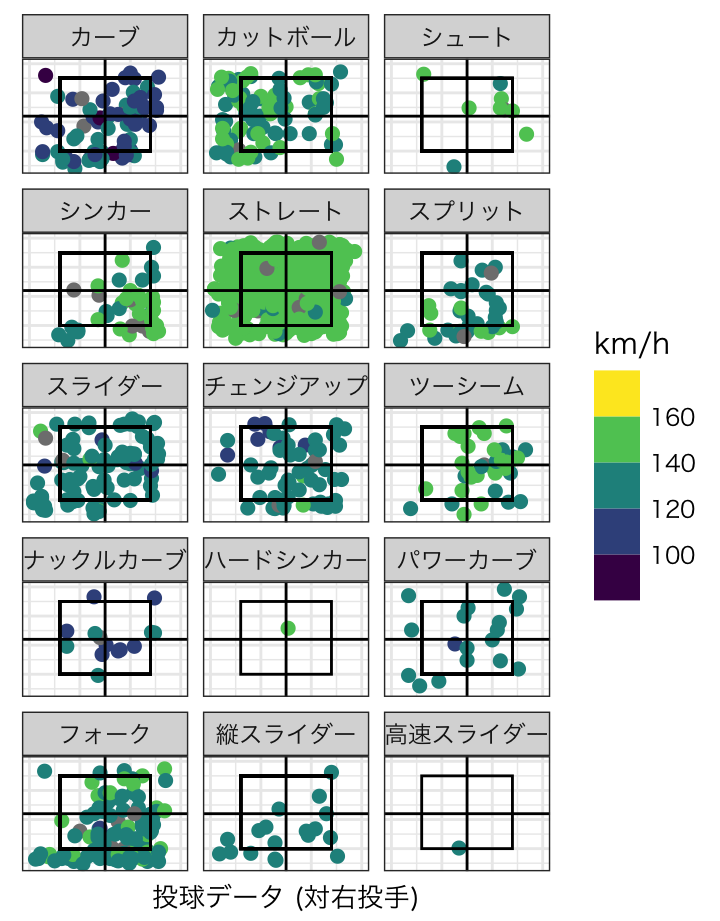 カーブ
カットボール
シュート
シンカー
ストレート
スプリット
スライダー
チェンジアップ
ツーシーム
ナックルカーブ
ハードシンカー
パワーカーブ
フォーク
縦スライダー
高速スライダー
km/h
160
140
120
100
投球データ (対右投手)